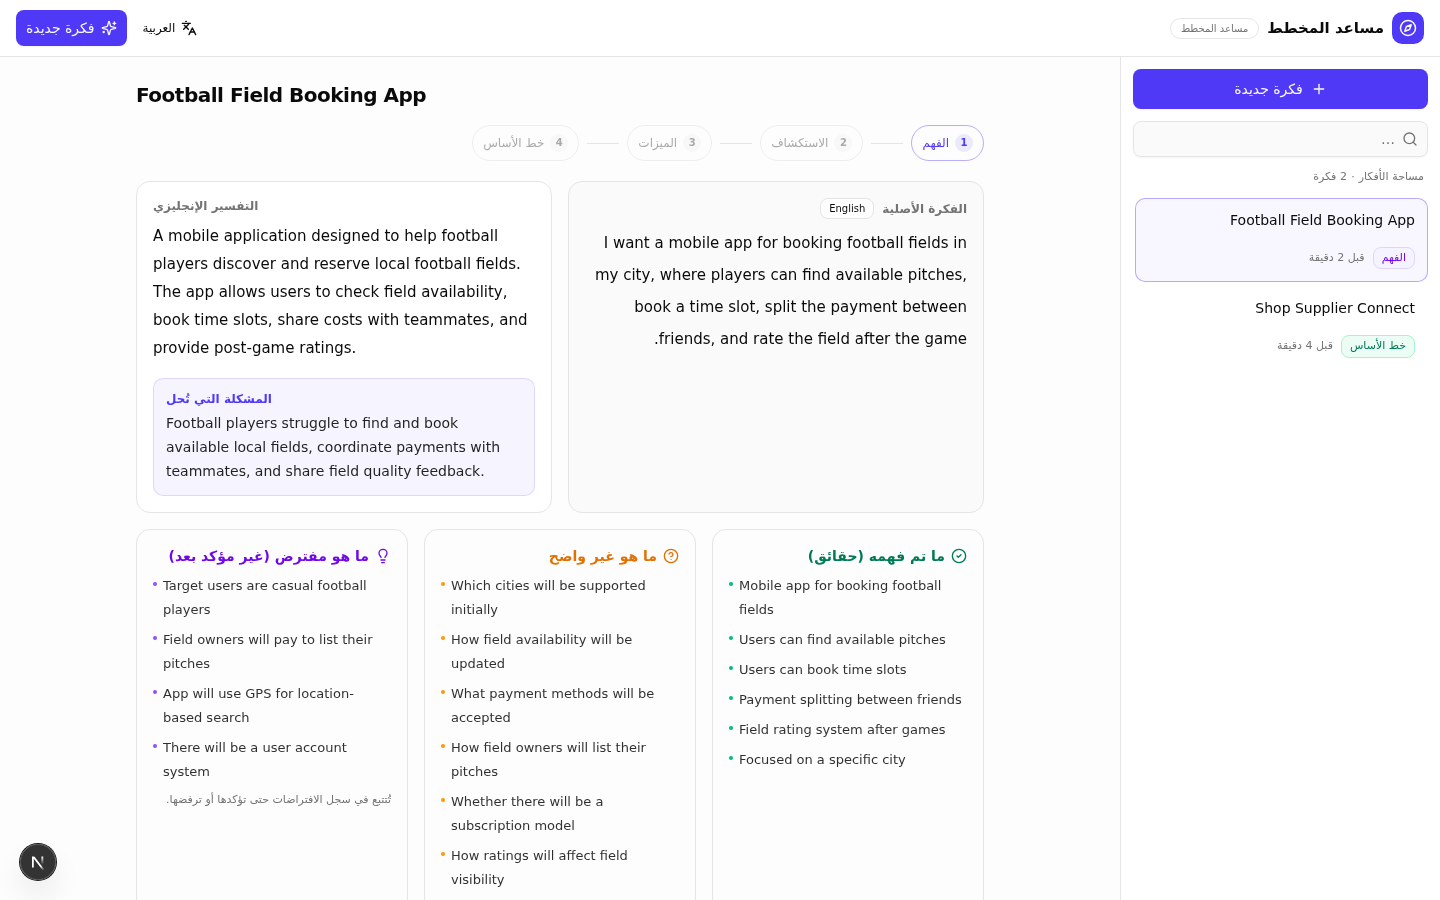 مساعد المخطط
مساعد المخطط
العربية
فكرة جديدة
فكرة جديدة
...
مساحة الأفكار · 2 فكرة
Football Field Booking App
الفهم
قبل 2 دقيقة
Shop Supplier Connect
خط الأساس
قبل 4 دقيقة
Football Field Booking App
1 الفهم
2 الاستكشاف
3 الميزات
4 خط الأساس
الفكرة الأصلية
English
I want a mobile app for booking football fields in
my city, where players can find available pitches,
book a time slot, split the payment between
.friends, and rate the field after the game
التفسير الإنجليزي
A mobile application designed to help football
players discover and reserve local football fields.
The app allows users to check field availability,
book time slots, share costs with teammates, and
provide post-game ratings.
المشكلة التي تُحل
Football players struggle to find and book
available local fields, coordinate payments with
teammates, and share field quality feedback.
ما تم فهمه (حقائق)
• Mobile app for booking football
fields
• Users can find available pitches
• Users can book time slots
• Payment splitting between friends
• Field rating system after games
• Focused on a specific city
ما هو غير واضح
• Which cities will be supported
initially
• How field availability will be
updated
• What payment methods will be
accepted
• How field owners will list their
pitches
• Whether there will be a
subscription model
• How ratings will affect field
visibility
ما هو مفترض (غير مؤكد بعد)
• Target users are casual football
players
• Field owners will pay to list their
pitches
• App will use GPS for location-
based search
• There will be a user account
system
تُتتبع في سجل الافتراضات حتى تؤكدها أو ترفضها.
N